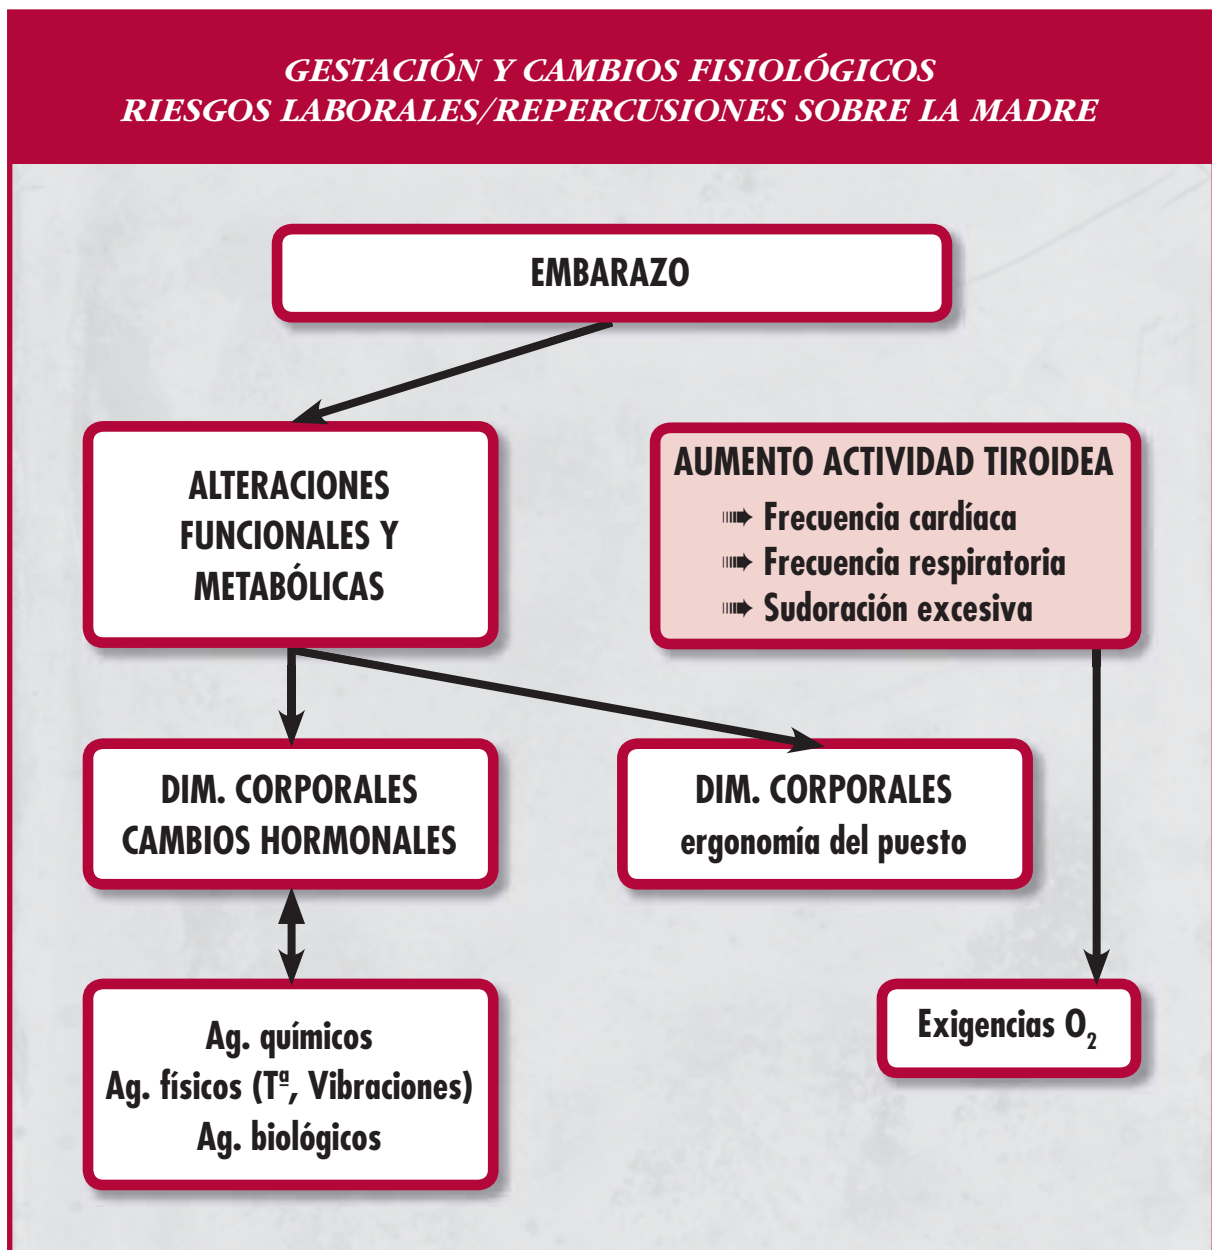 GESTACIÓN Y CAMBIOS FISIOLÓGICOS
RIESGOS LABORALES/REPERCUSIONES SOBRE LA MADRE
EMBARAZO
ALTERACIONES
FUNCIONALES Y
METABÓLICAS
AUMENTO ACTIVIDAD TIROIDEA
➠ Frecuencia cardíaca
➠ Frecuencia respiratoria
➠ Sudoración excesiva
DIM. CORPORALES
CAMBIOS HORMONALES
DIM. CORPORALES
ergonomía del puesto
Ag. químicos
Ag. físicos (Tª, Vibraciones)
Ag. biológicos
Exigencias O₂